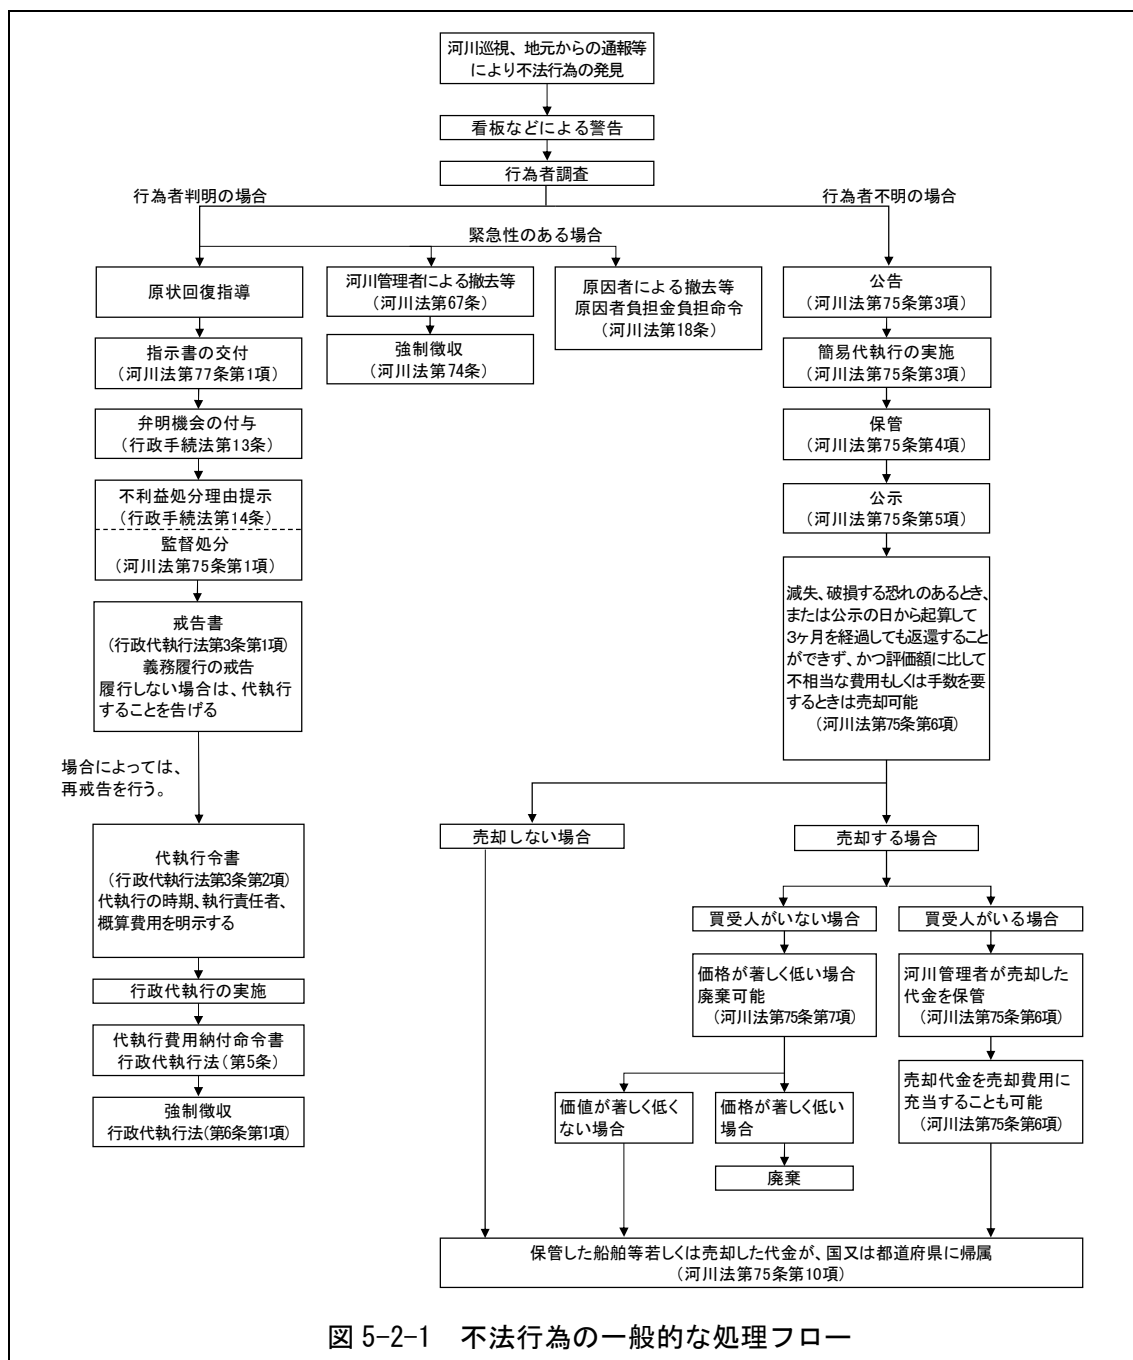 河川巡視、地元からの通報等
により不法行為の発見
看板などによる警告
行為者調査
行為者判明の場合
行為者不明の場合
緊急性のある場合
原状回復指導
指示書の交付
(河川法第77条第1項)
弁明機会の付与
(行政手続法第13条)
不利益処分理由提示
(行政手続法第14条)
監督処分
(河川法第75条第1項)
戒告書
(行政代執行法第3条第1項)
義務履行の戒告
履行しない場合は、代執行
することを告げる
場合によっては、
再戒告を行う。
代執行令書
(行政代執行法第3条第2項)
代執行の時期、執行責任者、
概算費用を明示する
行政代執行の実施
代執行費用納付命令書
行政代執行法(第5条)
強制徴収
行政代執行法(第6条第1項)
河川管理者による撤去等
(河川法第67条)
強制徴収
(河川法第74条)
原因者による撤去等
原因者負担金負担命令
(河川法第18条)
公告
(河川法第75条第3項)
簡易代執行の実施
(河川法第75条第3項)
保管
(河川法第75条第4項)
公示
(河川法第75条第5項)
減失、破損する恐れのあるとき、
または公示の日から起算して
3ヶ月を経過しても返還すること
ができず、かつ評価額に比して
不相当な費用もしくは手数を要
するときは売却可能
(河川法第75条第6項)
売却しない場合
売却する場合
買受人がいない場合
買受人がいる場合
価格が著しく低い場合
廃棄可能
(河川法第75条第7項)
河川管理者が売却した
代金を保管
(河川法第75条第6項)
価値が著しく低く
ない場合
価格が著しく低い
場合
廃棄
売却代金を売却費用に
充当することも可能
(河川法第75条第6項)
保管した船舶等若しくは売却した代金が、国又は都道府県に帰属
(河川法第75条第10項)
図 5-2-1 不法行為の一般的な処理フロー